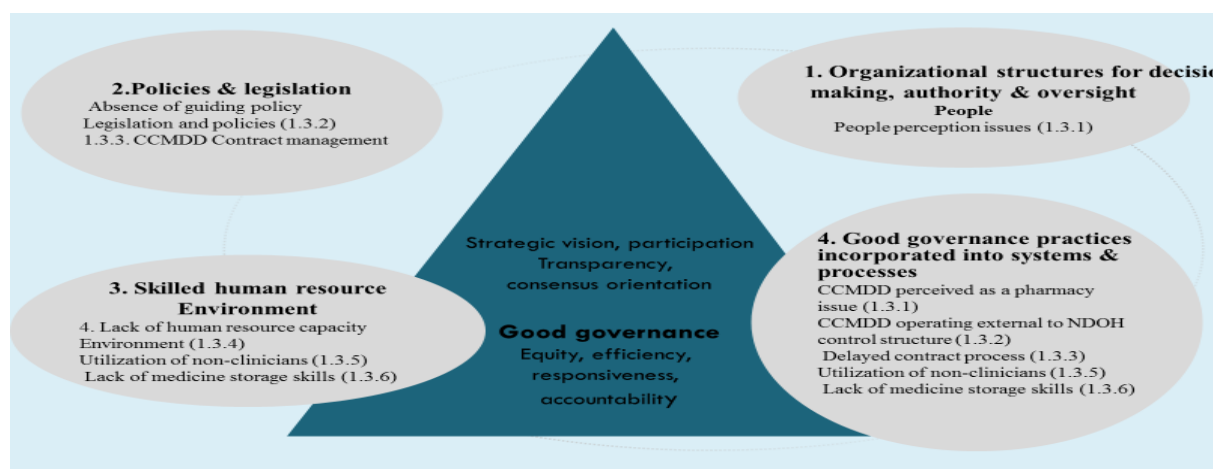 2.Policies & legislation
Absence of guiding policy
Legislation and policies (1.3.2)
1.3.3. CCMDD Contract management
1. Organizational structures for decisio
making, authority & oversight
People
People perception issues (1.3.1)
Strategic vision, participation
Transparency,
consensus orientation
Good governance
Equity, efficiency,
responsiveness,
accountability
3. Skilled human resource
Environment
4. Lack of human resource capacity
Environment (1.3.4)
Utilization of non-clinicians (1.3.5)
Lack of medicine storage skills (1.3.6)
4. Good governance practices
incorporated into systems &
processes
CCMDD perceived as a pharmacy
issue (1.3.1)
CCMDD operating external to NDOH
control structure (1.3.2)
Delayed contract process (1.3.3)
Utilization of non-clinicians (1.3.5)
Lack of medicine storage skills (1.3.6)